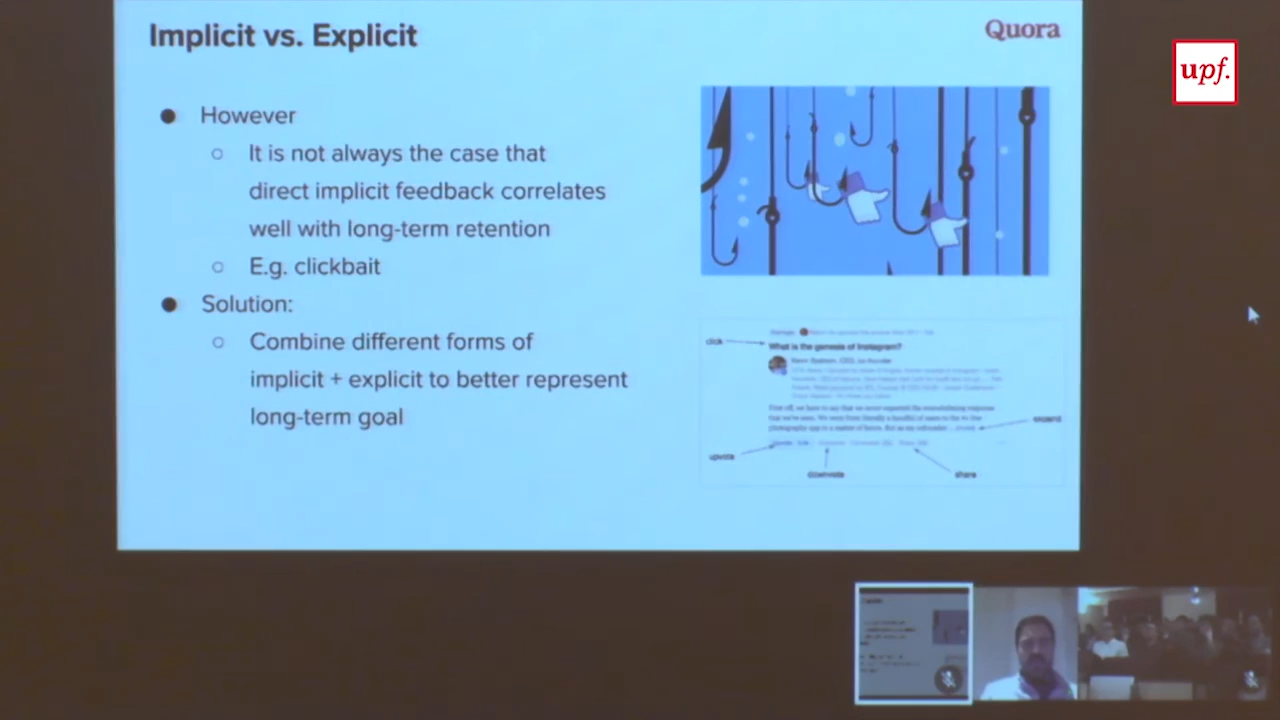 Implicit vs. Explicit
Quora
upf.
● However
○ It is not always the case that
direct implicit feedback correlates
well with long-term retention
○ E.g. clickbait
● Solution:
○ Combine different forms of
implicit + explicit to better represent
long-term goal
click
What is the genesis of Instagram?
expand
upvote
downvote
share